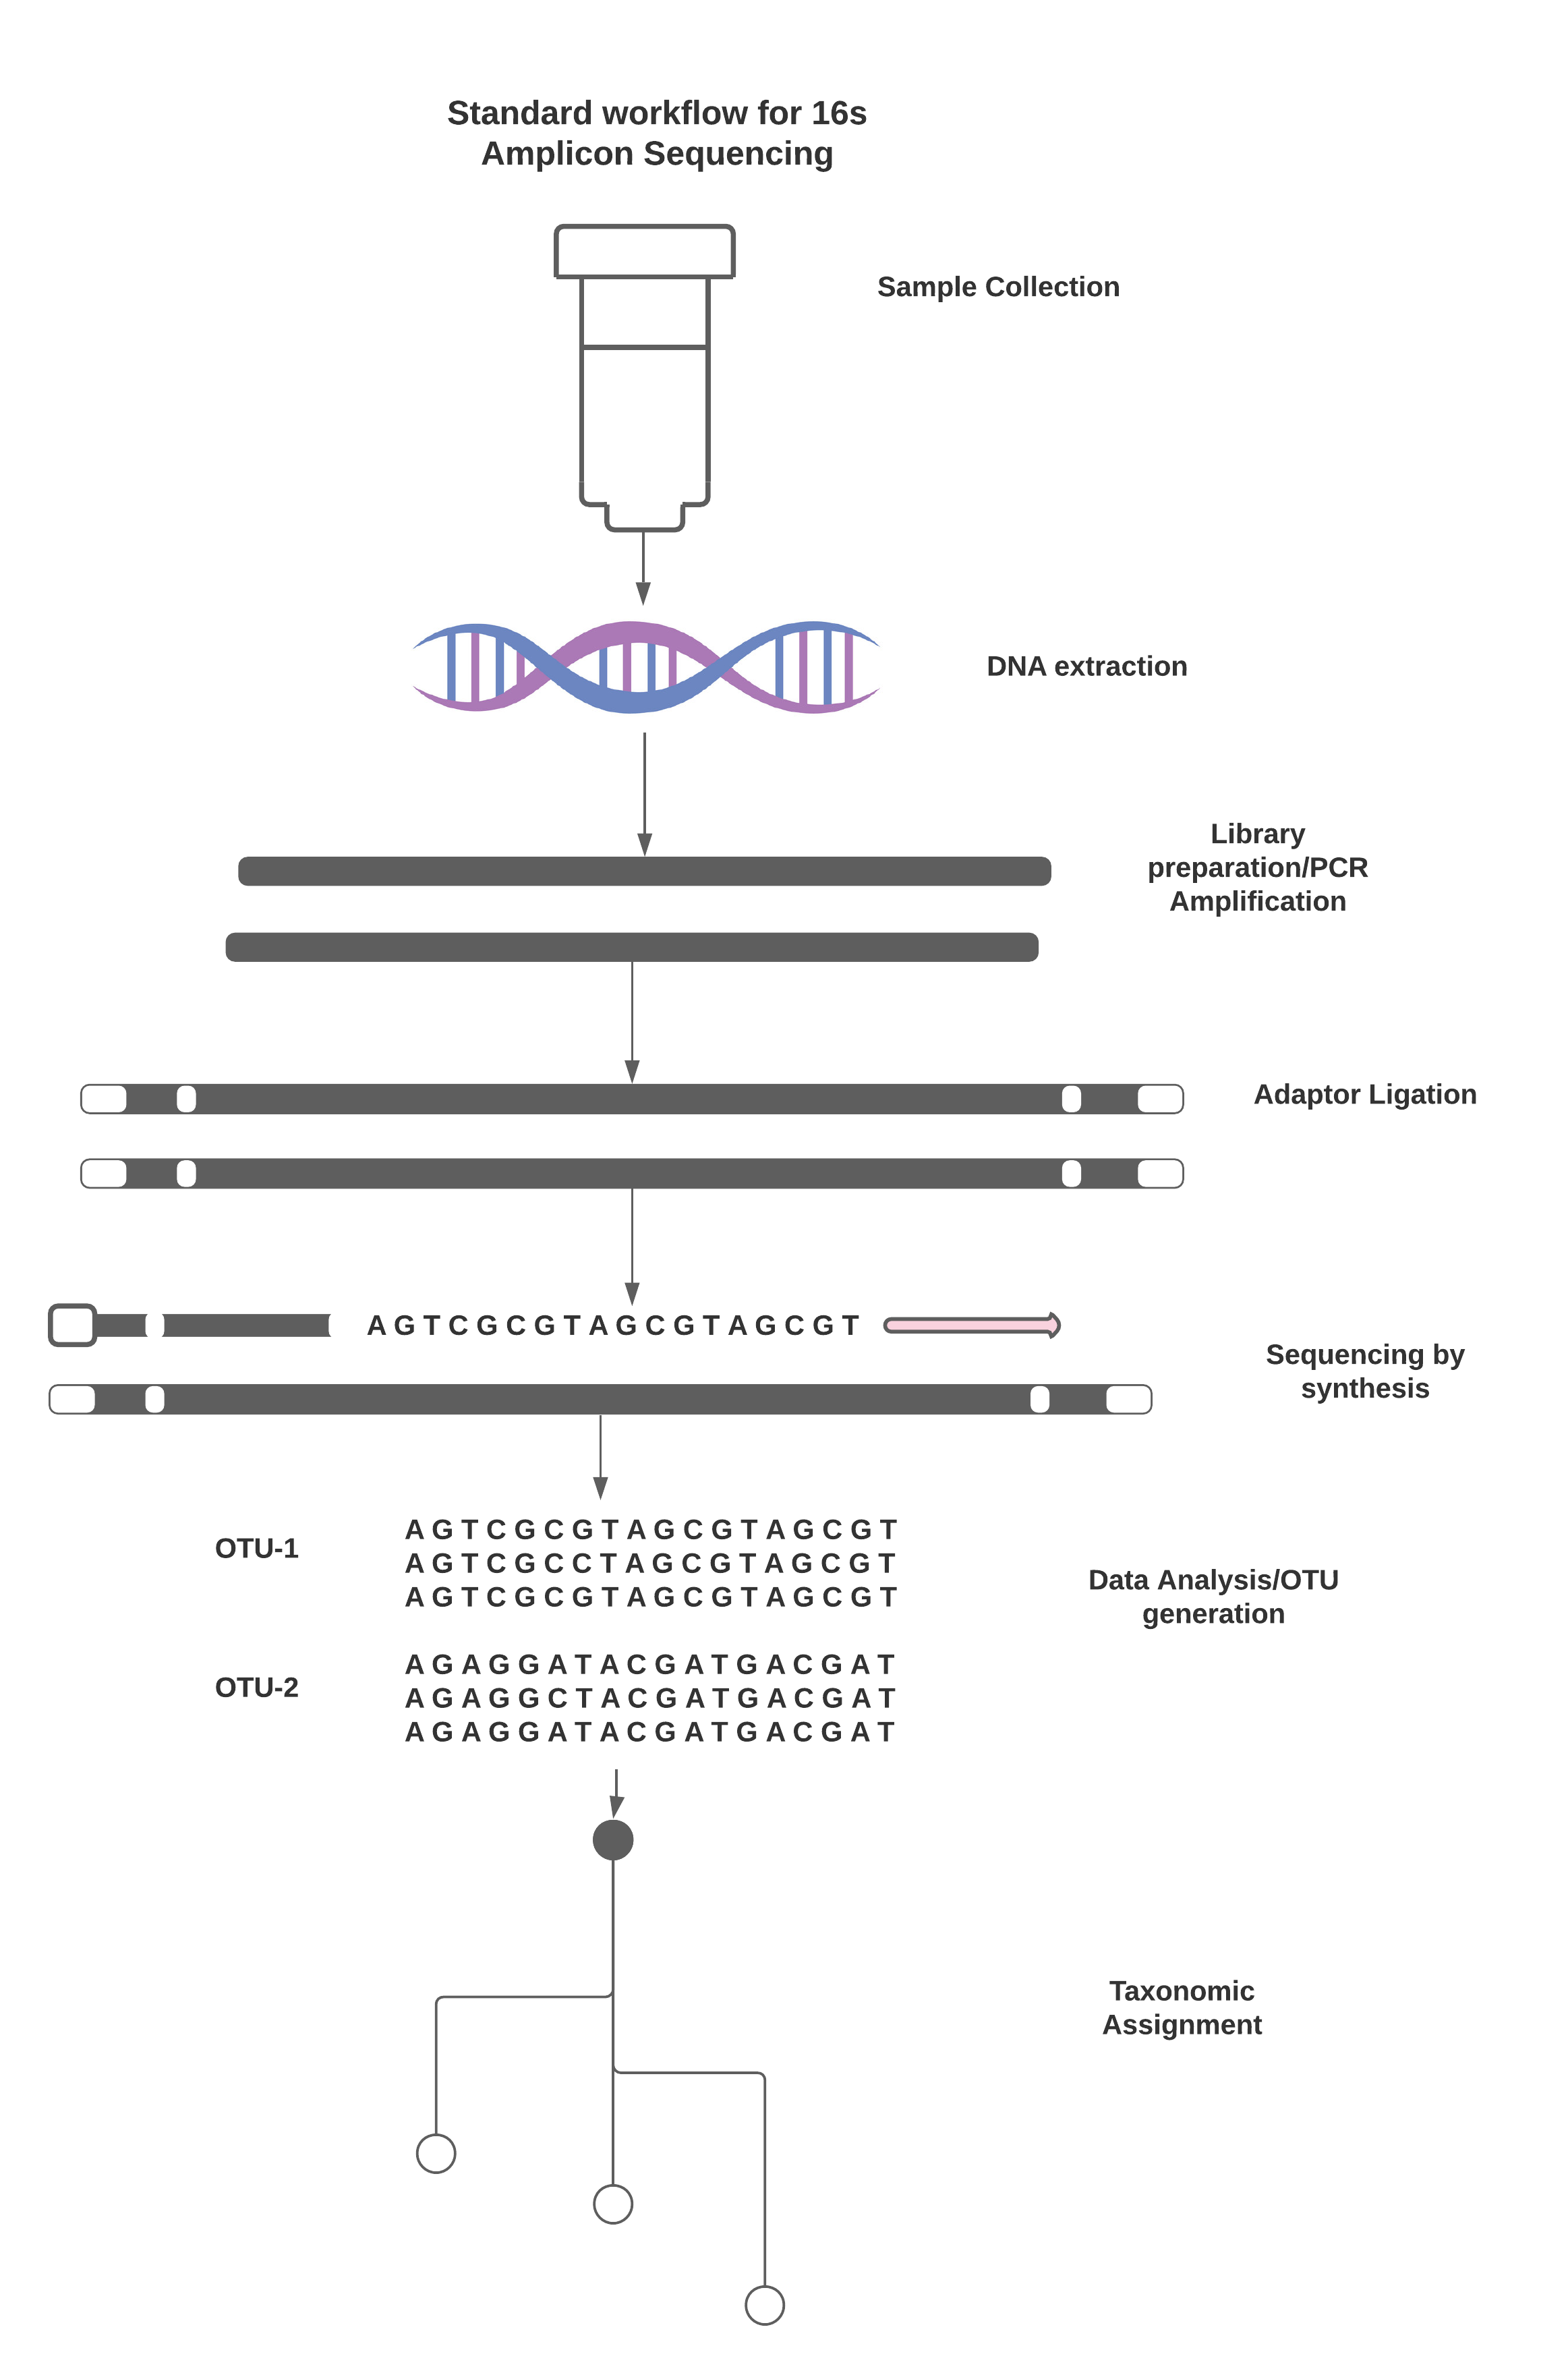 Standard workflow for 16s
Amplicon Sequencing
Sample Collection
DNA extraction
Library
preparation/PCR
Amplification
Adaptor Ligation
A G T C G C G T A G C G T A G C G T
Sequencing by
synthesis
OTU-1
A G T C G C G T A G C G T A G C G T
A G T C G C C T A G C G T A G C G T
A G T C G C G T A G C G T A G C G T
Data Analysis/OTU
generation
OTU-2
A G A G G A T A C G A T G A C G A T
A G A G G C T A C G A T G A C G A T
A G A G G A T A C G A T G A C G A T
Taxonomic
Assignment